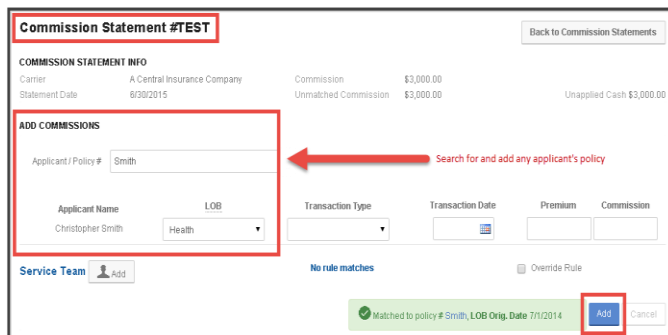 Commission Statement #TEST
Back to Commission Statements
COMMISSION STATEMENT INFO
Carrier A Central Insurance Company Commission $3,000.00
Statement Date 6/30/2015 Unmatched Commission $3,000.00 Unapplied Cash $3,000.00
ADD COMMISSIONS
Applicant / Policy # Smith
Search for and add any applicant's policy
Applicant Name LOB Transaction Type Transaction Date Premium Commission
Christopher Smith Health
Service Team Add No rule matches Override Rule
Matched to policy # Smith, LOB Orig. Date 7/1/2014 Add Cancel